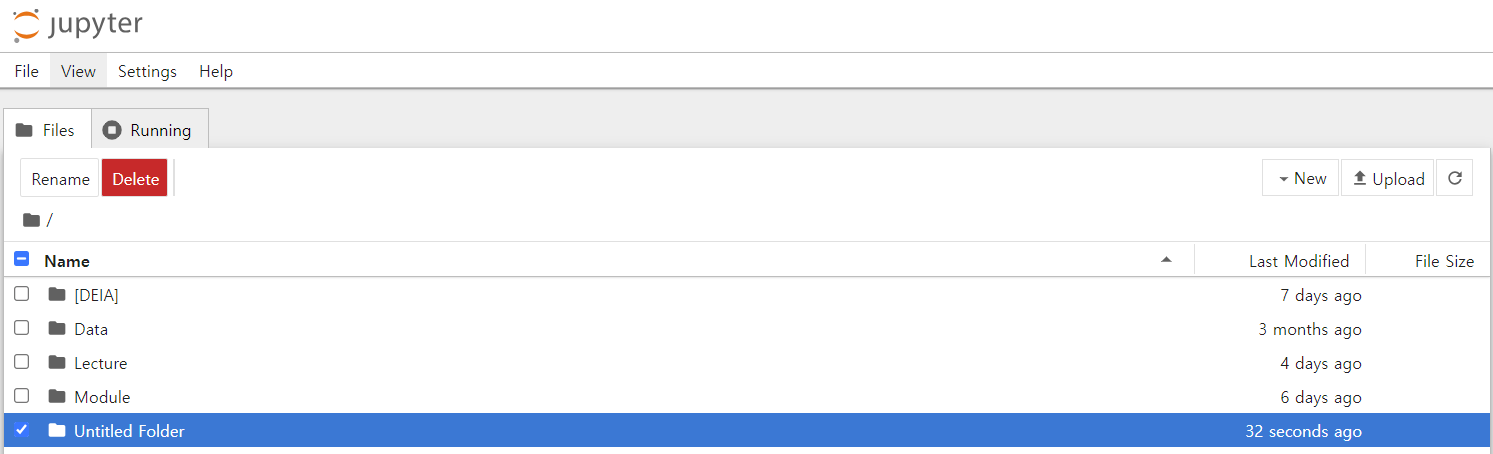 jupyter
File View Settings Help
Files Running
Rename Delete New Upload
/
Name Last Modified File Size
[DEIA] 7 days ago
Data 3 months ago
Lecture 4 days ago
Module 6 days ago
Untitled Folder 32 seconds ago